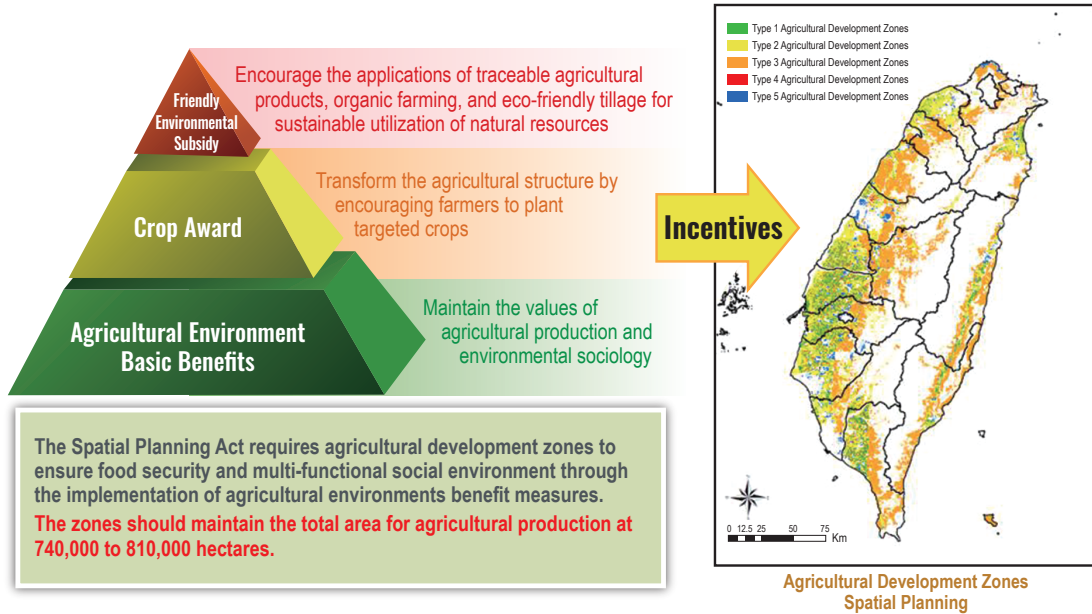 Friendly
Environmental
Subsidy
Encourage the applications of traceable agricultural
products, organic farming, and eco-friendly tillage for
sustainable utilization of natural resources
Crop Award
Transform the agricultural structure by
encouraging farmers to plant
targeted crops
Agricultural Environment
Basic Benefits
Maintain the values of
agricultural production and
environmental sociology
Incentives
The Spatial Planning Act requires agricultural development zones to
ensure food security and multi-functional social environment through
the implementation of agricultural environments benefit measures.
The zones should maintain the total area for agricultural production at
740,000 to 810,000 hectares.
Type 1 Agricultural Development Zones
Type 2 Agricultural Development Zones
Type 3 Agricultural Development Zones
Type 4 Agricultural Development Zones
Type 5 Agricultural Development Zones
0 12.5 25 50 75
Km
Agricultural Development Zones
Spatial Planning